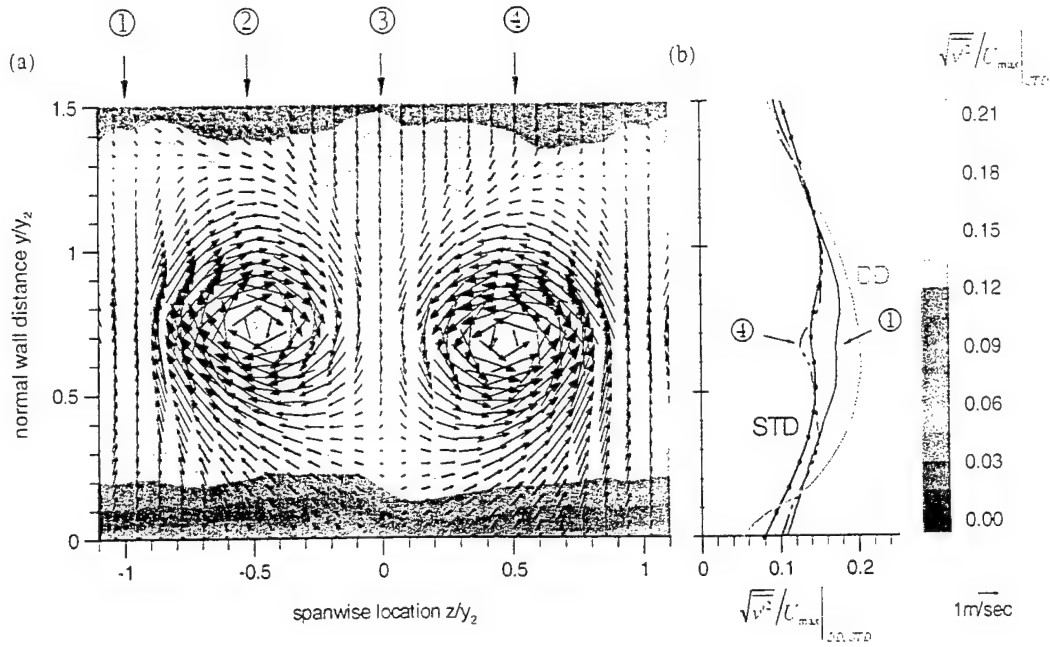 ① ② ③ ④
(a)
(b)
√v'²/U_max|_STD
normal wall distance y/y₂
1.5
1
0.5
0
-1 -0.5 0 0.5 1
spanwise location z/y₂
DD
④
①
STD
0 0.1 0.2
√v'²/U_max|_DD,STD
0.21
0.18
0.15
0.12
0.09
0.06
0.03
0.00
1m/sec